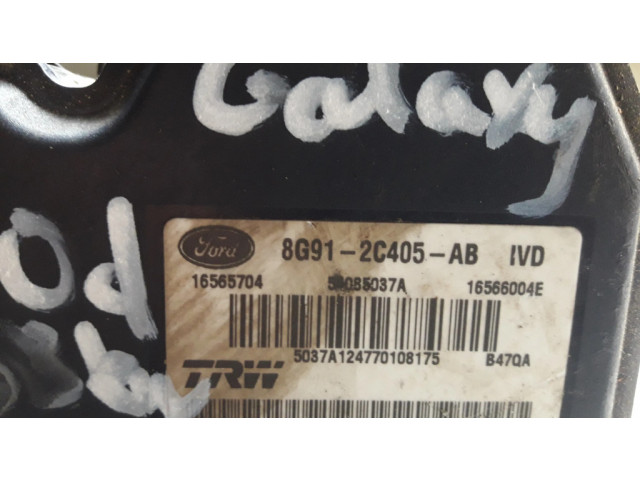 Galaxy
Ford 8G91-2C405-AB IVD
16565704 16566004E
5037A124770108175 B47QA
TRW